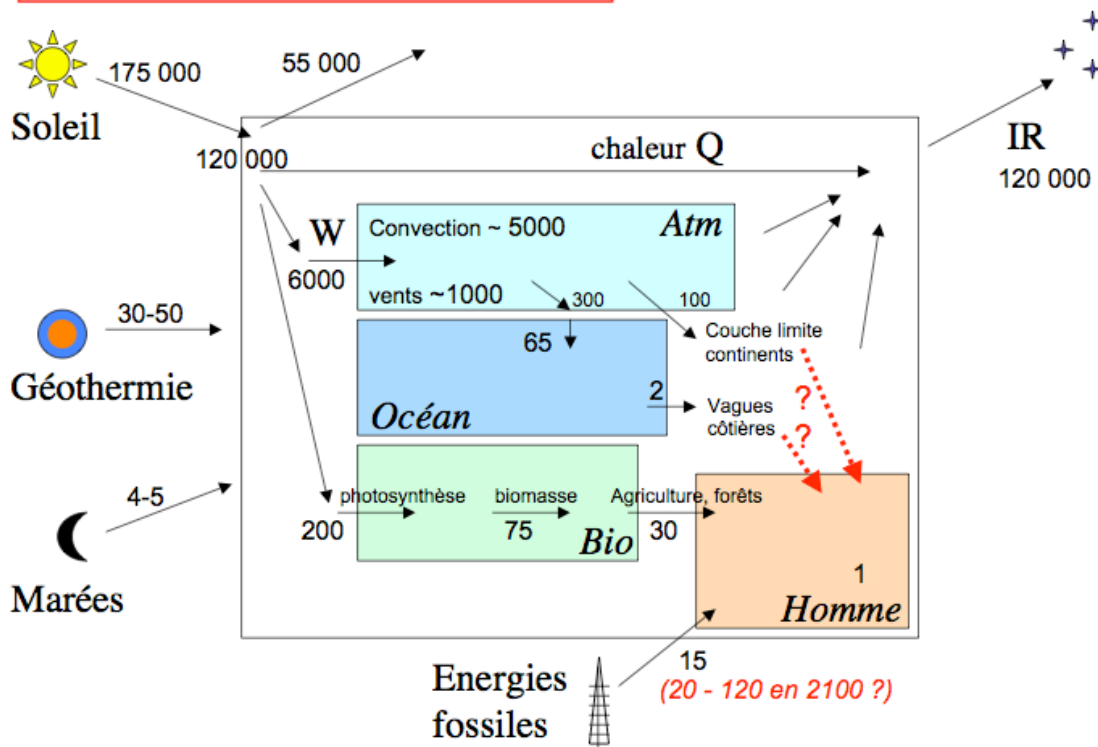 175 000
55 000
Soleil
120 000
chaleur Q
IR
120 000
W
6000
Convection ~ 5000
Atm
vents ~1000
300
100
30-50
Géothermie
65
Couche limite
continents
2
Océan
Vagues
côtières
?
?
4-5
Marées
photosynthèse
biomasse
Agriculture, forêts
200
75
Bio
30
1
Homme
Energies
fossiles
15
(20 - 120 en 2100 ?)